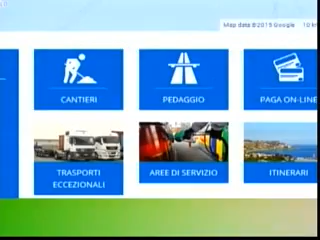 Map data ©2015 Google
CANTIERI
PEDAGGIO
PAGA ON-LINE
TRASPORTI
ECCEZIONALI
AREE DI SERVIZIO
ITINERARI